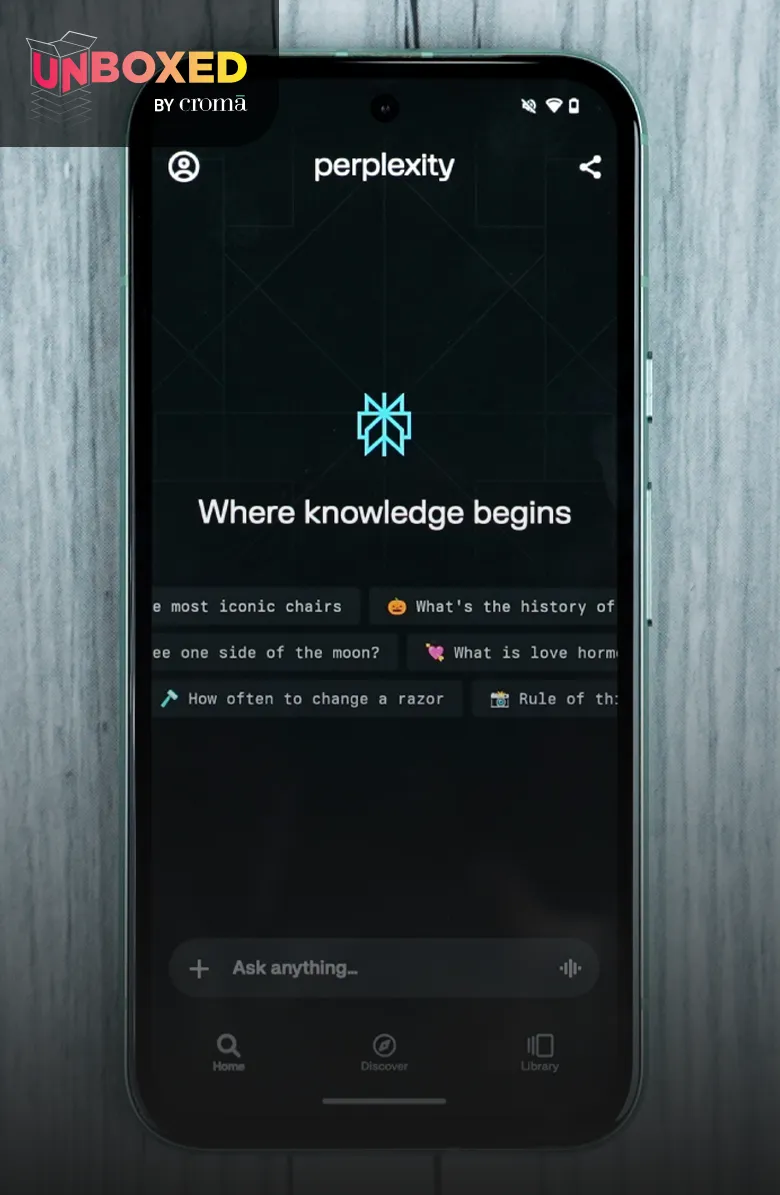 UNBOXED
BY cromā
perplexity
Where knowledge begins
e most iconic chairs
What's the history of
ee one side of the moon?
What is love horm
How often to change a razor
Rule of thi
Ask anything...
Home
Discover
Library